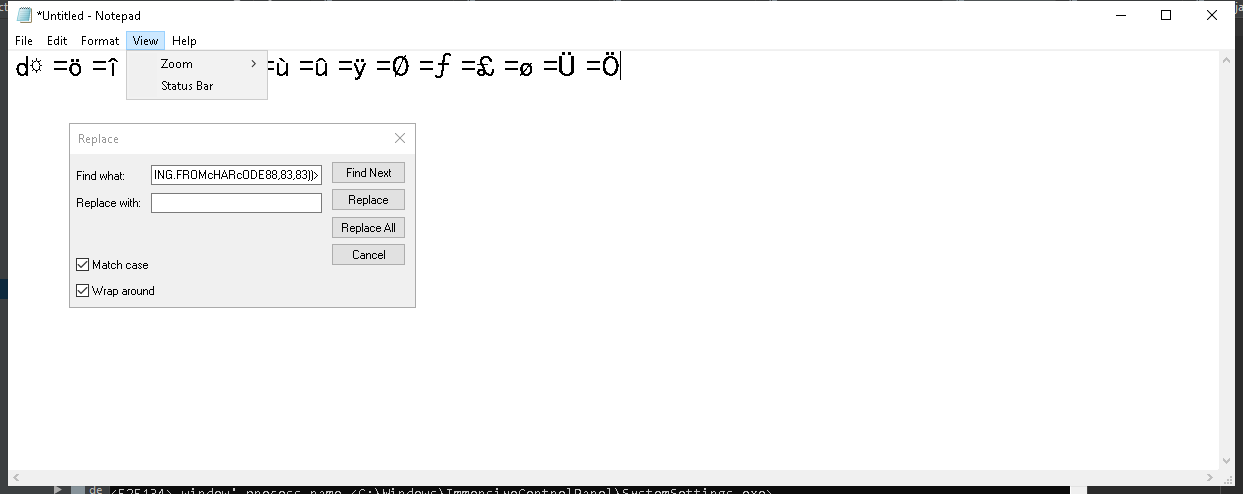 *Untitled - Notepad
File Edit Format View Help
d☼ =ö =î =ù =û =ÿ =Ø =ƒ =£ =ø =Ü =Ö
Zoom
Status Bar
Replace
Find what: ING.FROMcHARcODE88,83,83))> Find Next
Replace with: Replace
Replace All
Cancel
Match case
Wrap around
de <525134> window' process name <C:\Windows\ImmersiveControlPanel\SystemSettings.exe>